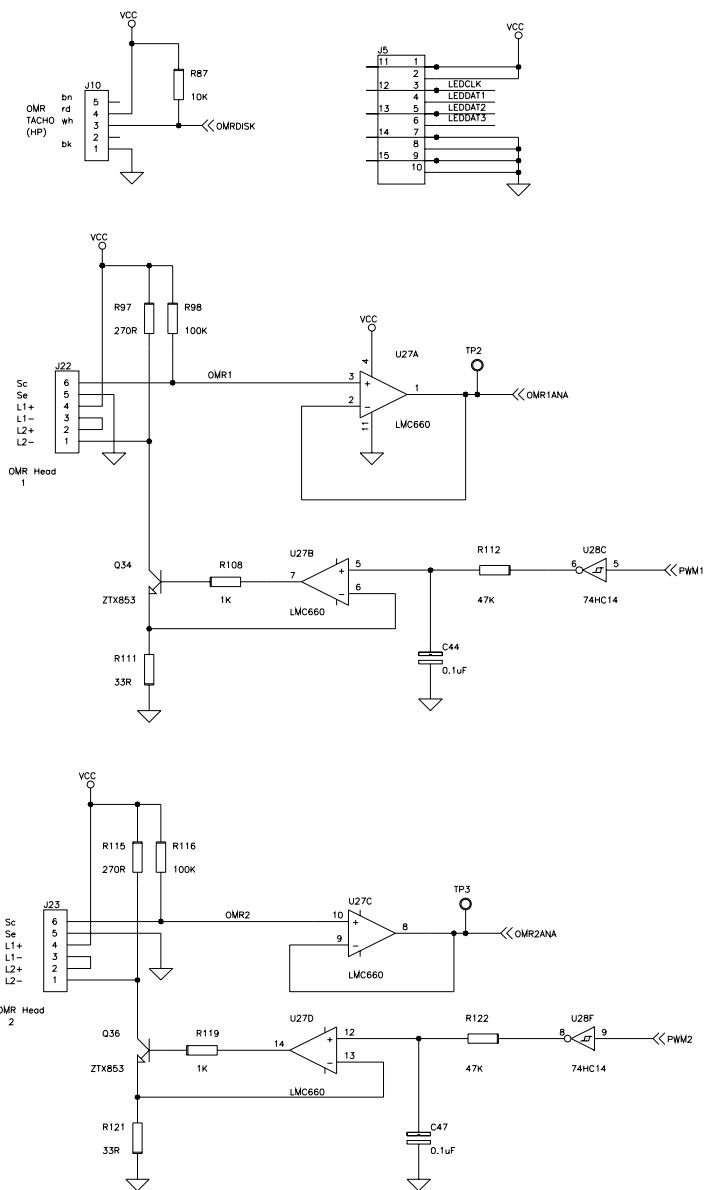 VCC
R87
10K
J10
bn
rd
wh
bk
OMR
TACHO
(HP)
5
4
3
2
1
OMRDISK
VCC
J5
11
12
13
14
15
1
2
3
4
5
6
7
8
9
10
LEDCLK
LEDDAT1
LEDDAT2
LEDDAT3
VCC
R97
270R
R98
100K
J22
Sc
Se
L1+
L1-
L2+
L2-
6
5
4
3
2
1
OMR Head
1
OMR1
VCC
4
U27A
3
2
1
11
+
-
LMC660
TP2
OMR1ANA
Q34
ZTX853
R108
1K
U27B
7
5
6
+
-
LMC660
R112
47K
U28C
6
5
74HC14
PWM1
R111
33R
C44
0.1uF
VCC
R115
270R
R116
100K
J23
Sc
Se
L1+
L1-
L2+
L2-
6
5
4
3
2
1
OMR Head
2
OMR2
U27C
10
9
8
+
-
LMC660
TP3
OMR2ANA
Q36
ZTX853
R119
1K
U27D
14
12
13
+
-
LMC660
R122
47K
U28F
8
9
74HC14
PWM2
R121
33R
C47
0.1uF